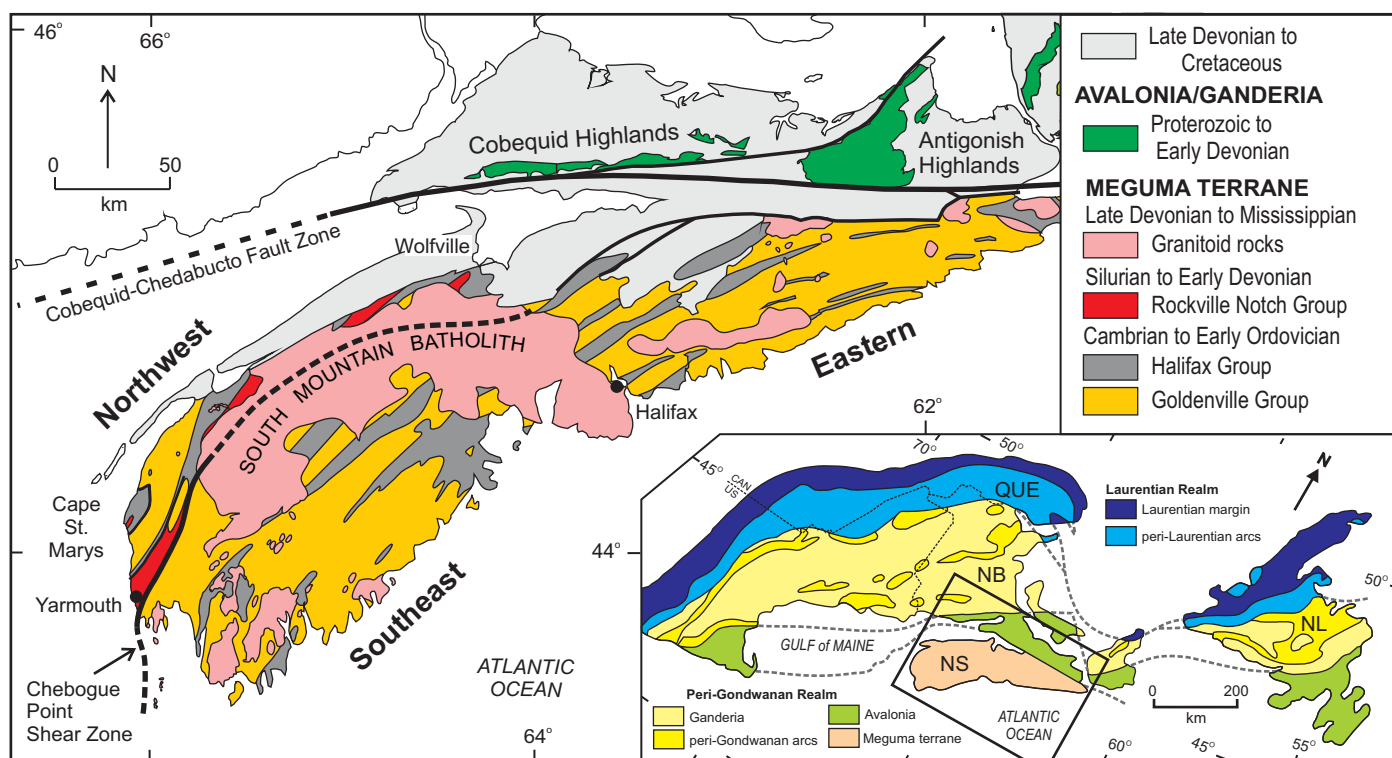 46°
66°
N
0
50
km
Cobequid Highlands
Antigonish
Highlands
Wolfville
Cobequid-Chedabucto Fault Zone
Northwest
SOUTH MOUNTAIN BATHOLITH
Eastern
Halifax
62°
Cape
St.
Marys
Yarmouth
Southeast
44°
Chebogue
Point
Shear Zone
ATLANTIC
OCEAN
64°
Late Devonian to
Cretaceous
AVALONIA/GANDERIA
Proterozoic to
Early Devonian
MEGUMA TERRANE
Late Devonian to Mississippian
Granitoid rocks
Silurian to Early Devonian
Rockville Notch Group
Cambrian to Early Ordovician
Halifax Group
Goldenville Group
70°
50°
45°
CAN
US
QUE
N
Laurentian Realm
Laurentian margin
peri-Laurentian arcs
NB
50°
NL
GULF of MAINE
NS
Peri-Gondwanan Realm
Ganderia
Avalonia
peri-Gondwanan arcs
Meguma terrane
ATLANTIC
OCEAN
0
200
km
60°
45°
55°